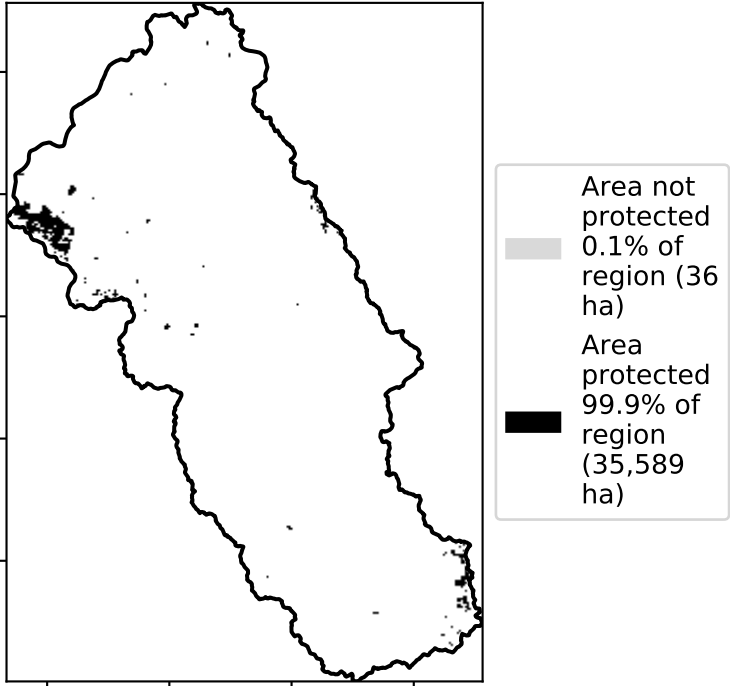 Area not
protected
0.1% of
region (36
ha)
Area
protected
99.9% of
region
(35,589
ha)